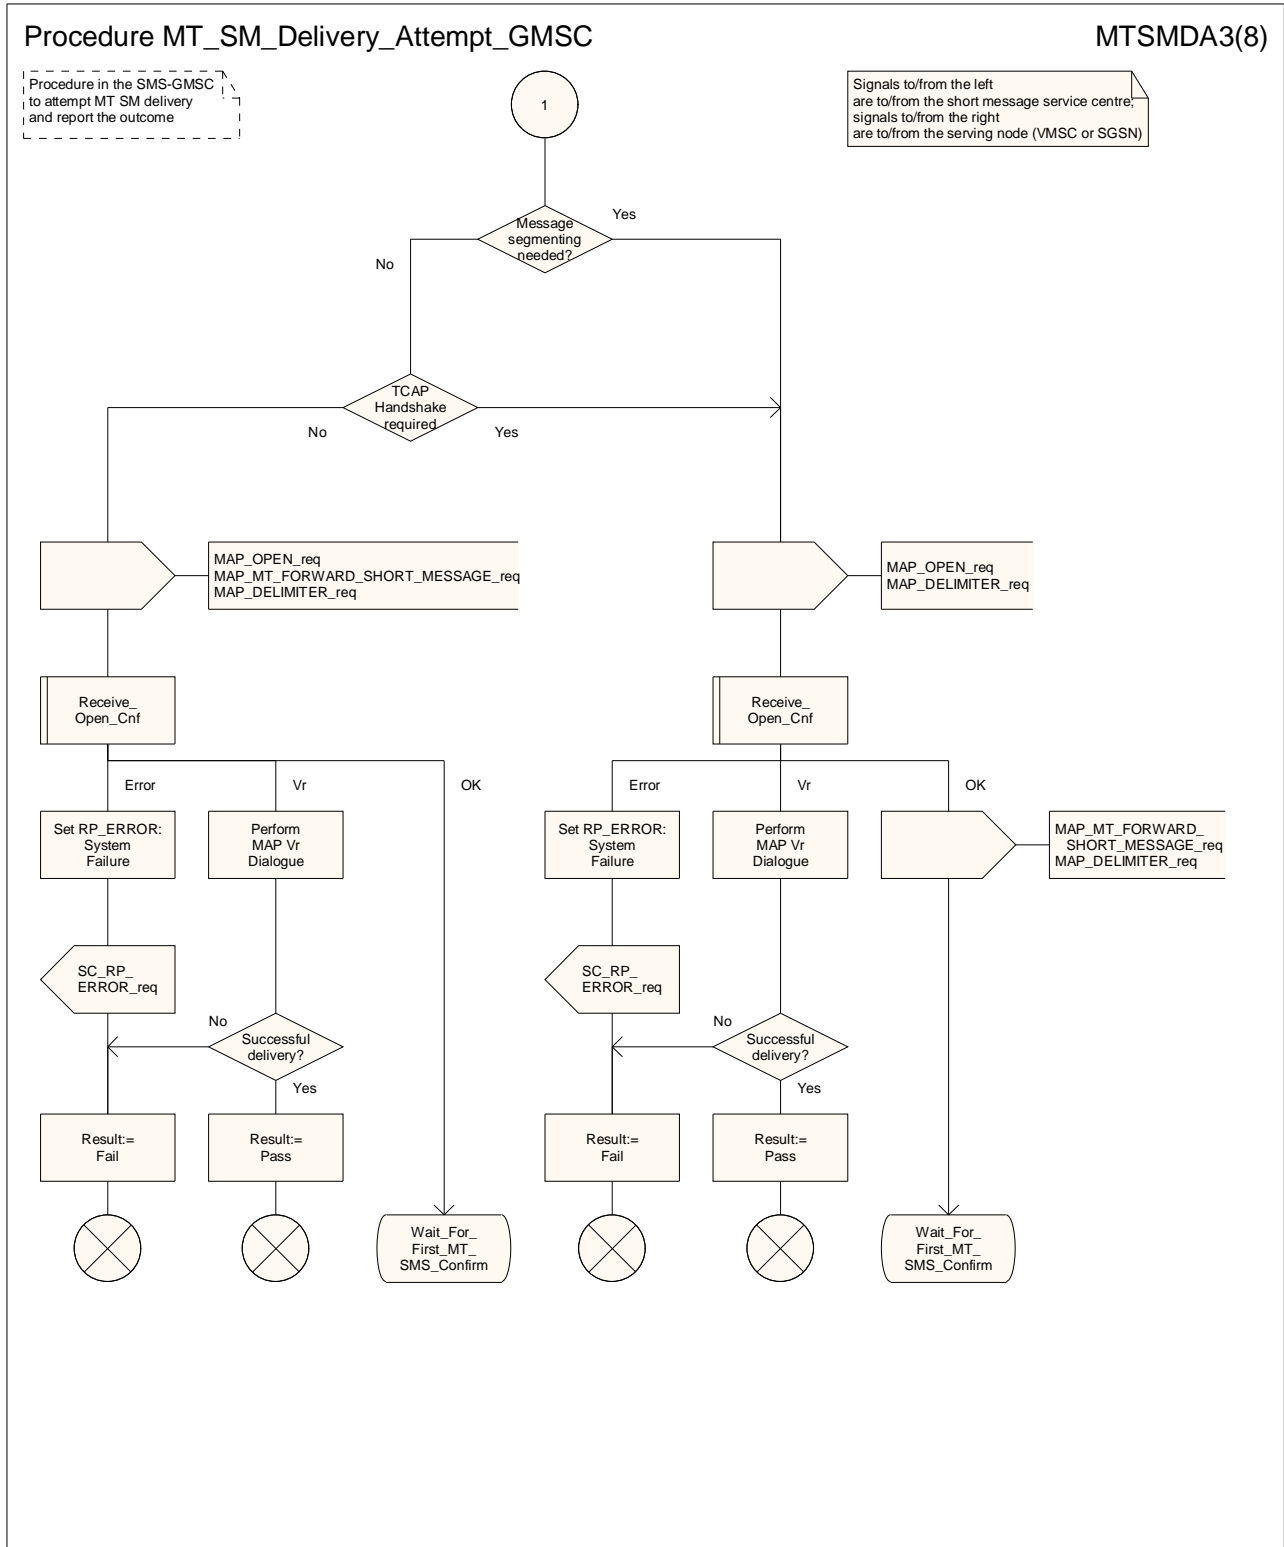 Procedure MT_SM_Delivery_Attempt_GMSC
MTSMDA3(8)
Procedure in the SMS-GMSC
to attempt MT SM delivery
and report the outcome
1
Signals to/from the left
are to/from the short message service centre;
signals to/from the right
are to/from the serving node (VMSC or SGSN)
Message
segmenting
needed?
Yes
No
TCAP
Handshake
required
No
Yes
MAP_OPEN_req
MAP_MT_FORWARD_SHORT_MESSAGE_req
MAP_DELIMITER_req
MAP_OPEN_req
MAP_DELIMITER_req
Receive_
Open_Cnf
Receive_
Open_Cnf
Error
Vr
OK
Error
Vr
OK
Set RP_ERROR:
System
Failure
Perform
MAP Vr
Dialogue
Set RP_ERROR:
System
Failure
Perform
MAP Vr
Dialogue
MAP_MT_FORWARD_
SHORT_MESSAGE_req
MAP_DELIMITER_req
SC_RP_
ERROR_req
SC_RP_
ERROR_req
No
Successful
delivery?
Yes
No
Successful
delivery?
Yes
Result:=
Fail
Result:=
Pass
Result:=
Fail
Result:=
Pass
Wait_For_
First_MT_
SMS_Confirm
Wait_For_
First_MT_
SMS_Confirm